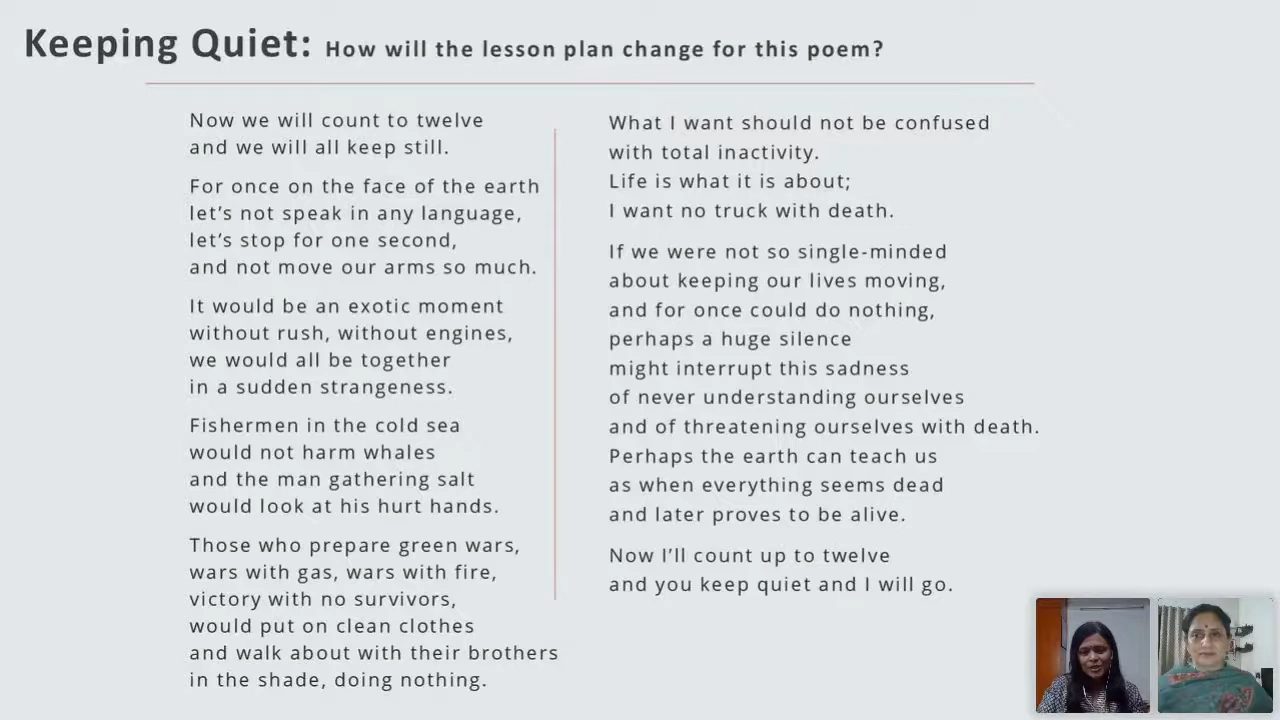 Keeping Quiet: How will the lesson plan change for this poem?
Now we will count to twelve
and we will all keep still.
For once on the face of the earth
let's not speak in any language,
let's stop for one second,
and not move our arms so much.
It would be an exotic moment
without rush, without engines,
we would all be together
in a sudden strangeness.
Fishermen in the cold sea
would not harm whales
and the man gathering salt
would look at his hurt hands.
Those who prepare green wars,
wars with gas, wars with fire,
victory with no survivors,
would put on clean clothes
and walk about with their brothers
in the shade, doing nothing.
What I want should not be confused
with total inactivity.
Life is what it is about;
I want no truck with death.
If we were not so single-minded
about keeping our lives moving,
and for once could do nothing,
perhaps a huge silence
might interrupt this sadness
of never understanding ourselves
and of threatening ourselves with death.
Perhaps the earth can teach us
as when everything seems dead
and later proves to be alive.
Now I'll count up to twelve
and you keep quiet and I will go.